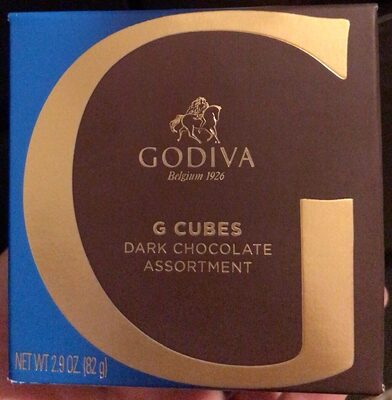 G
GODIVA
Belgium 1926
G CUBES
DARK CHOCOLATE
ASSORTMENT
NET WT 2.9 OZ. (82 g)